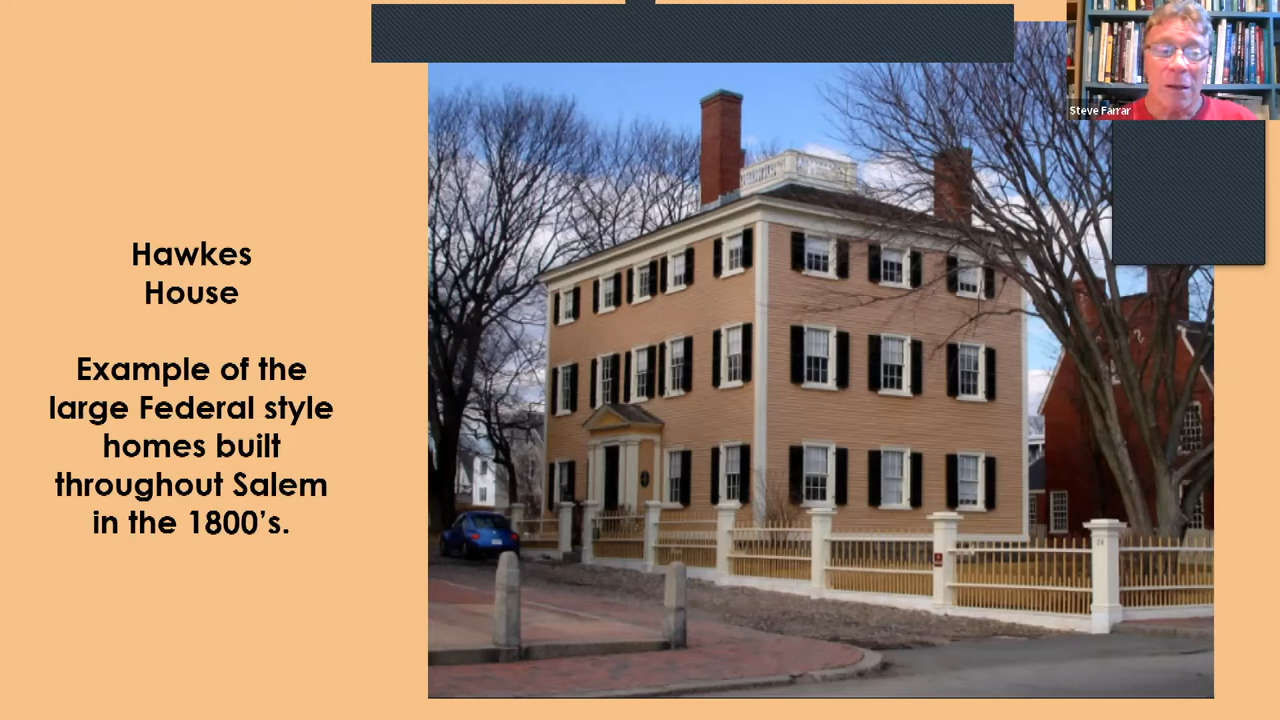 Hawkes
House
Example of the
large Federal style
homes built
throughout Salem
in the 1800's.
Steve Farrar